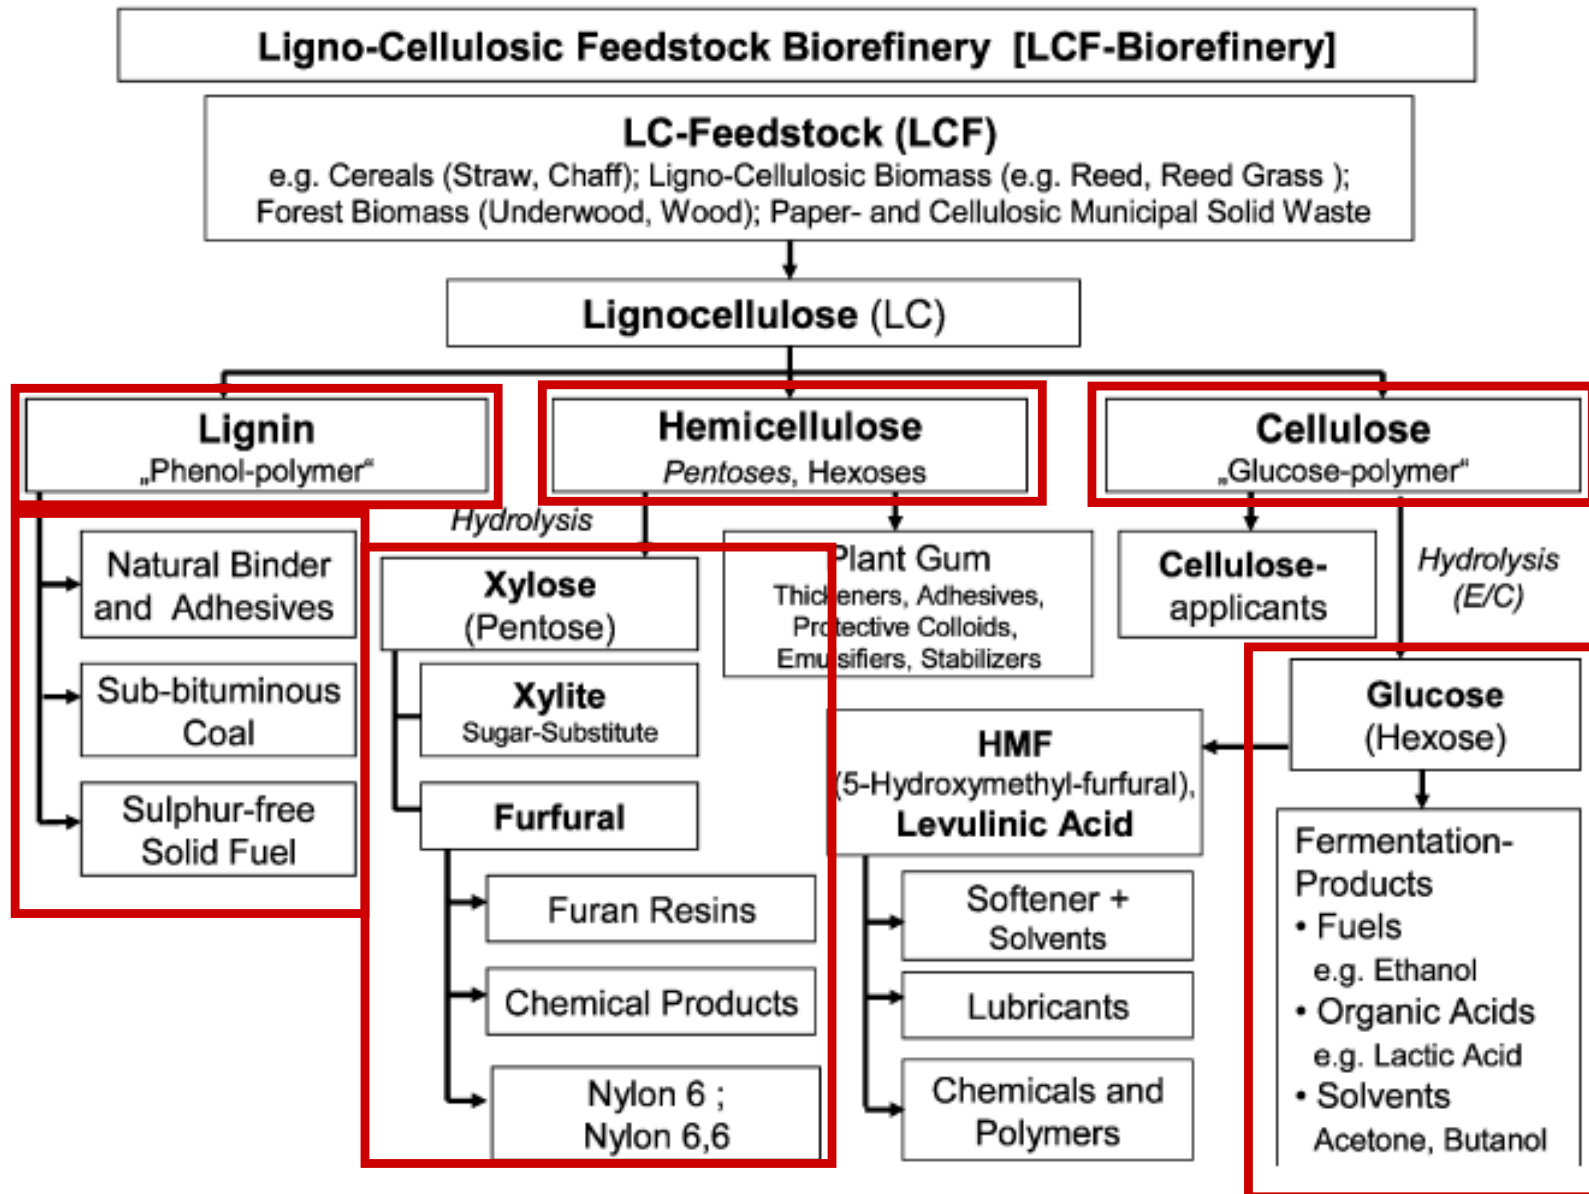 Ligno-Cellulosic Feedstock Biorefinery [LCF-Biorefinery]
LC-Feedstock (LCF)
e.g. Cereals (Straw, Chaff); Ligno-Cellulosic Biomass (e.g. Reed, Reed Grass );
Forest Biomass (Underwood, Wood); Paper- and Cellulosic Municipal Solid Waste
Lignocellulose (LC)
Lignin
„Phenol-polymer“
Natural Binder
and Adhesives
Sub-bituminous
Coal
Sulphur-free
Solid Fuel
Hemicellulose
Pentoses, Hexoses
Hydrolysis
Xylose
(Pentose)
Xylite
Sugar-Substitute
Furfural
Furan Resins
Chemical Products
Nylon 6 ;
Nylon 6,6
Plant Gum
Thickeners, Adhesives,
Protective Colloids,
Emulsifiers, Stabilizers
Cellulose
„Glucose-polymer“
Cellulose-
applicants
Hydrolysis
(E/C)
Glucose
(Hexose)
HMF
(5-Hydroxymethyl-furfural),
Levulinic Acid
Softener +
Solvents
Lubricants
Chemicals and
Polymers
Fermentation-
Products
• Fuels
e.g. Ethanol
• Organic Acids
e.g. Lactic Acid
• Solvents
Acetone, Butanol